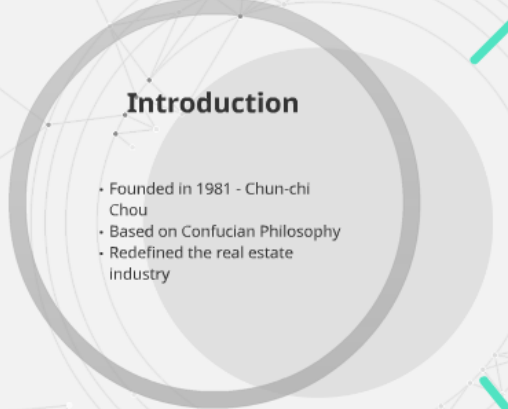 Introduction
• Founded in 1981 - Chun-chi
Chou
• Based on Confucian Philosophy
• Redefined the real estate
industry